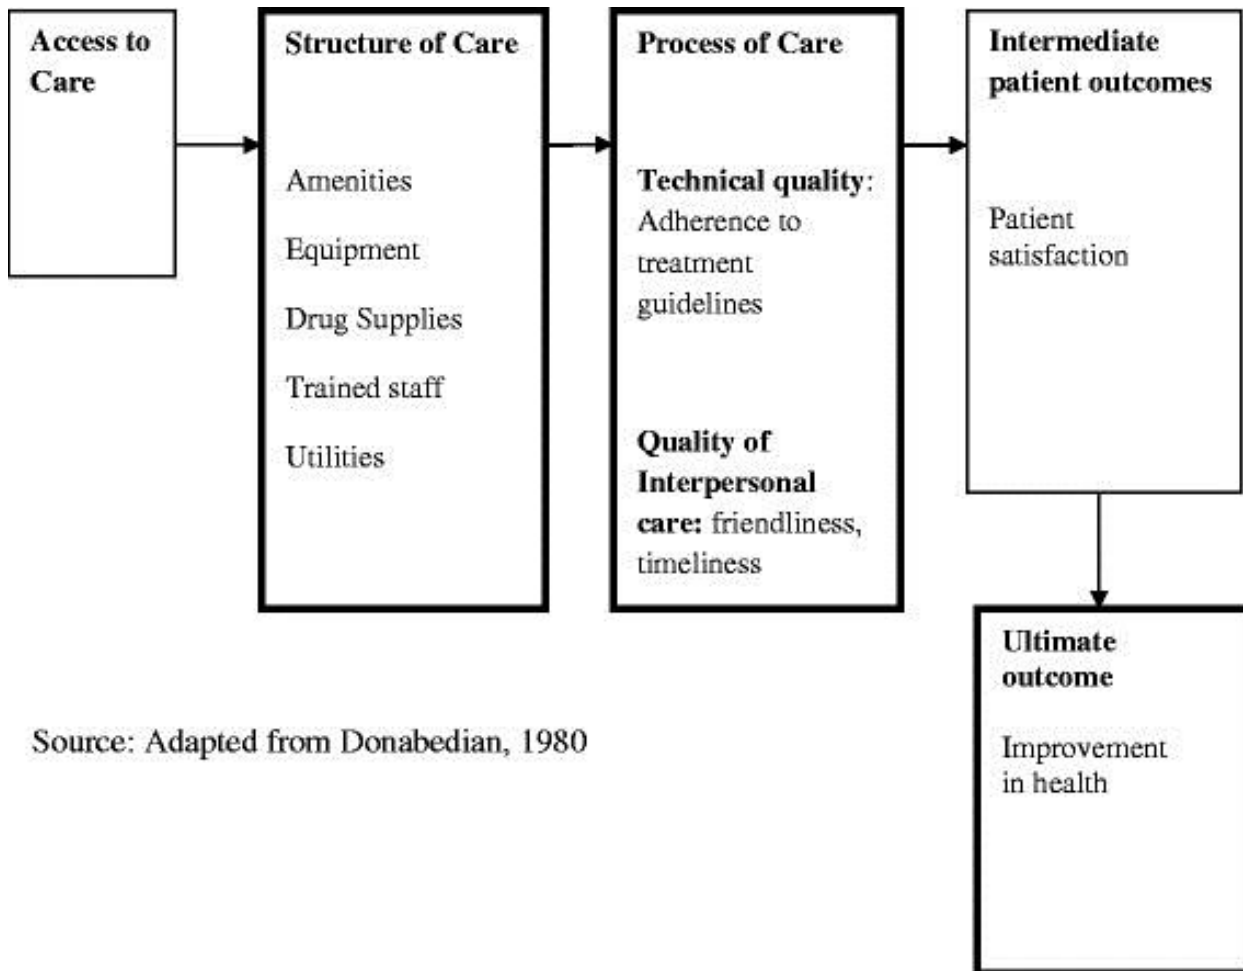 Access to
Care
Structure of Care
Amenities
Equipment
Drug Supplies
Trained staff
Utilities
Process of Care
Technical quality:
Adherence to
treatment
guidelines
Quality of
Interpersonal
care: friendliness,
timeliness
Intermediate
patient outcomes
Patient
satisfaction
Ultimate
outcome
Improvement
in health
Source: Adapted from Donabedian, 1980